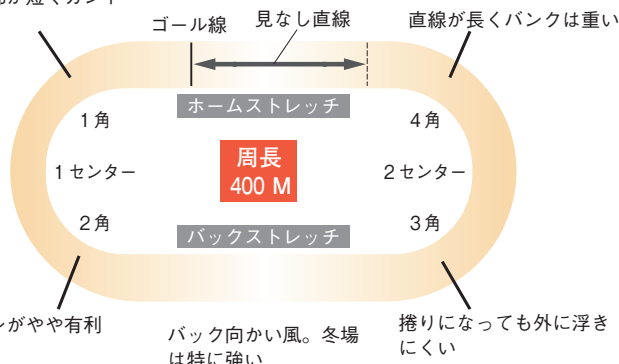 が短くカント
ゴール線
見なし直線
直線が長くバンクは重い
ホームストレッチ
1角
4角
1センター
周長
400 M
2センター
2角
3角
バックストレッチ
がやや有利
バック向かい風。冬場
は特に強い
捲りになっても外に浮き
にくい